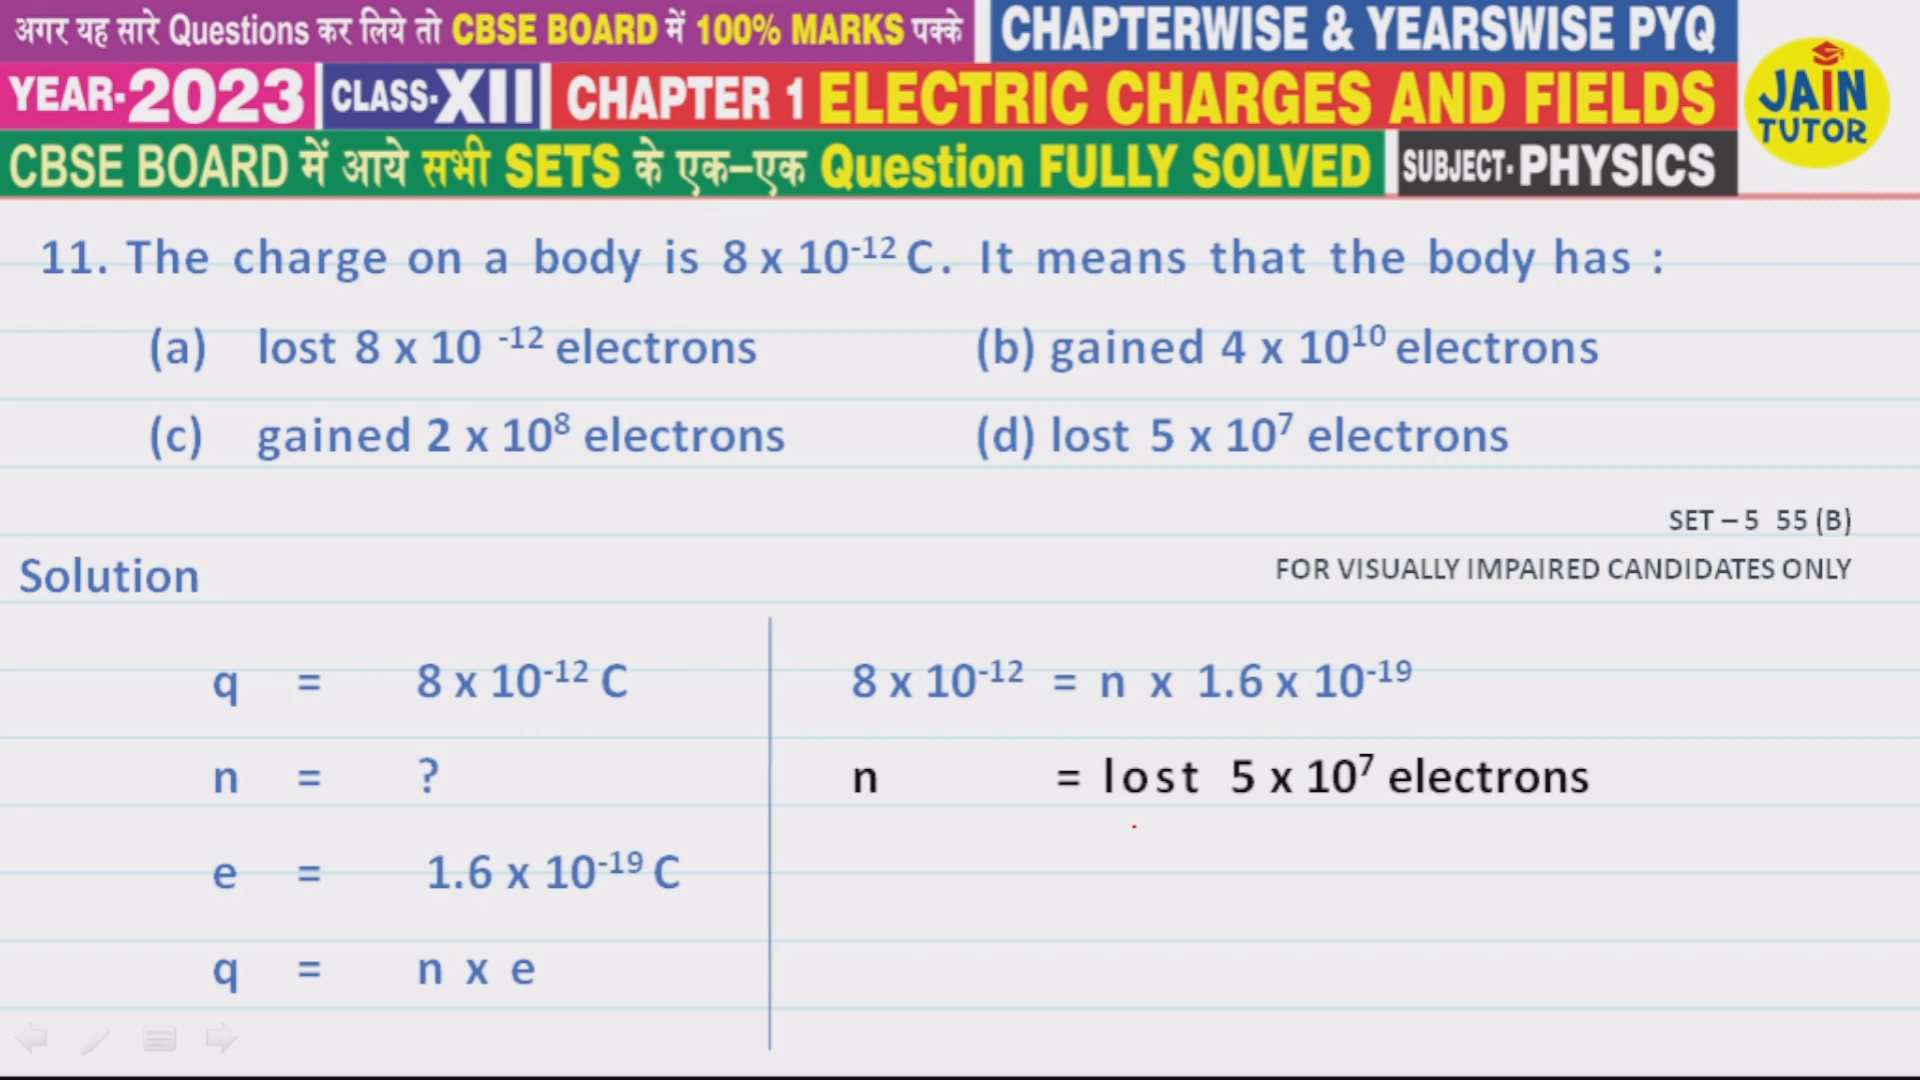 अगर यह सारे Questions कर लिये तो CBSE BOARD में 100% MARKS पक्के
CHAPTERWISE & YEARSWISE PYQ
YEAR-2023 CLASS-XII CHAPTER 1 ELECTRIC CHARGES AND FIELDS
JAIN TUTOR
CBSE BOARD में आये सभी SETS के एक–एक Question FULLY SOLVED SUBJECT- PHYSICS
11. The charge on a body is 8 x 10⁻¹² C. It means that the body has :
(a) lost 8 x 10 ⁻¹² electrons (b) gained 4 x 10¹⁰ electrons
(c) gained 2 x 10⁸ electrons (d) lost 5 x 10⁷ electrons
SET – 5 55 (B)
Solution
FOR VISUALLY IMPAIRED CANDIDATES ONLY
q = 8 x 10⁻¹² C
n = ?
e = 1.6 x 10⁻¹⁹ C
q = n x e
8 x 10⁻¹² = n x 1.6 x 10⁻¹⁹
n = lost 5 x 10⁷ electrons